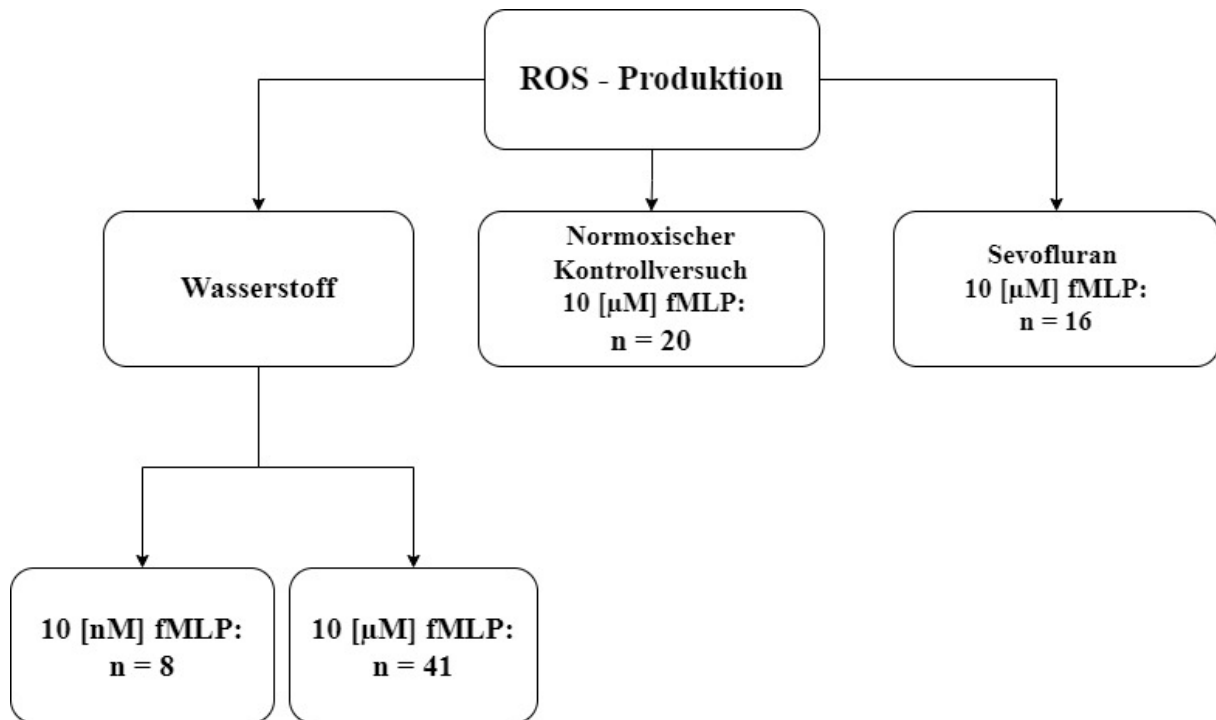 ROS - Produktion
Wasserstoff
Normoxischer
Kontrollversuch
10 [µM] fMLP:
n = 20
Sevofluran
10 [µM] fMLP:
n = 16
10 [nM] fMLP:
n = 8
10 [µM] fMLP:
n = 41